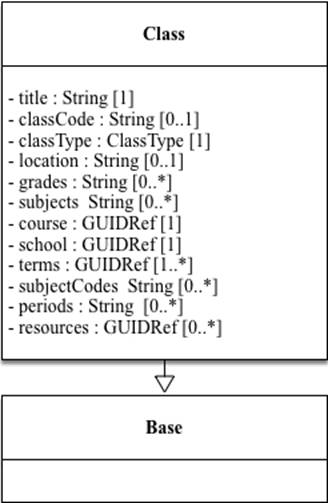 Class
- title : String [1]
- classCode : String [0..1]
- classType : ClassType [1]
- location : String [0..1]
- grades : String [0..*]
- subjects  String [0..*]
- course : GUIDRef [1]
- school : GUIDRef [1]
- terms : GUIDRef [1..*]
- subjectCodes  String [0..*]
- periods : String  [0..*]
- resources : GUIDRef [0..*]
Base